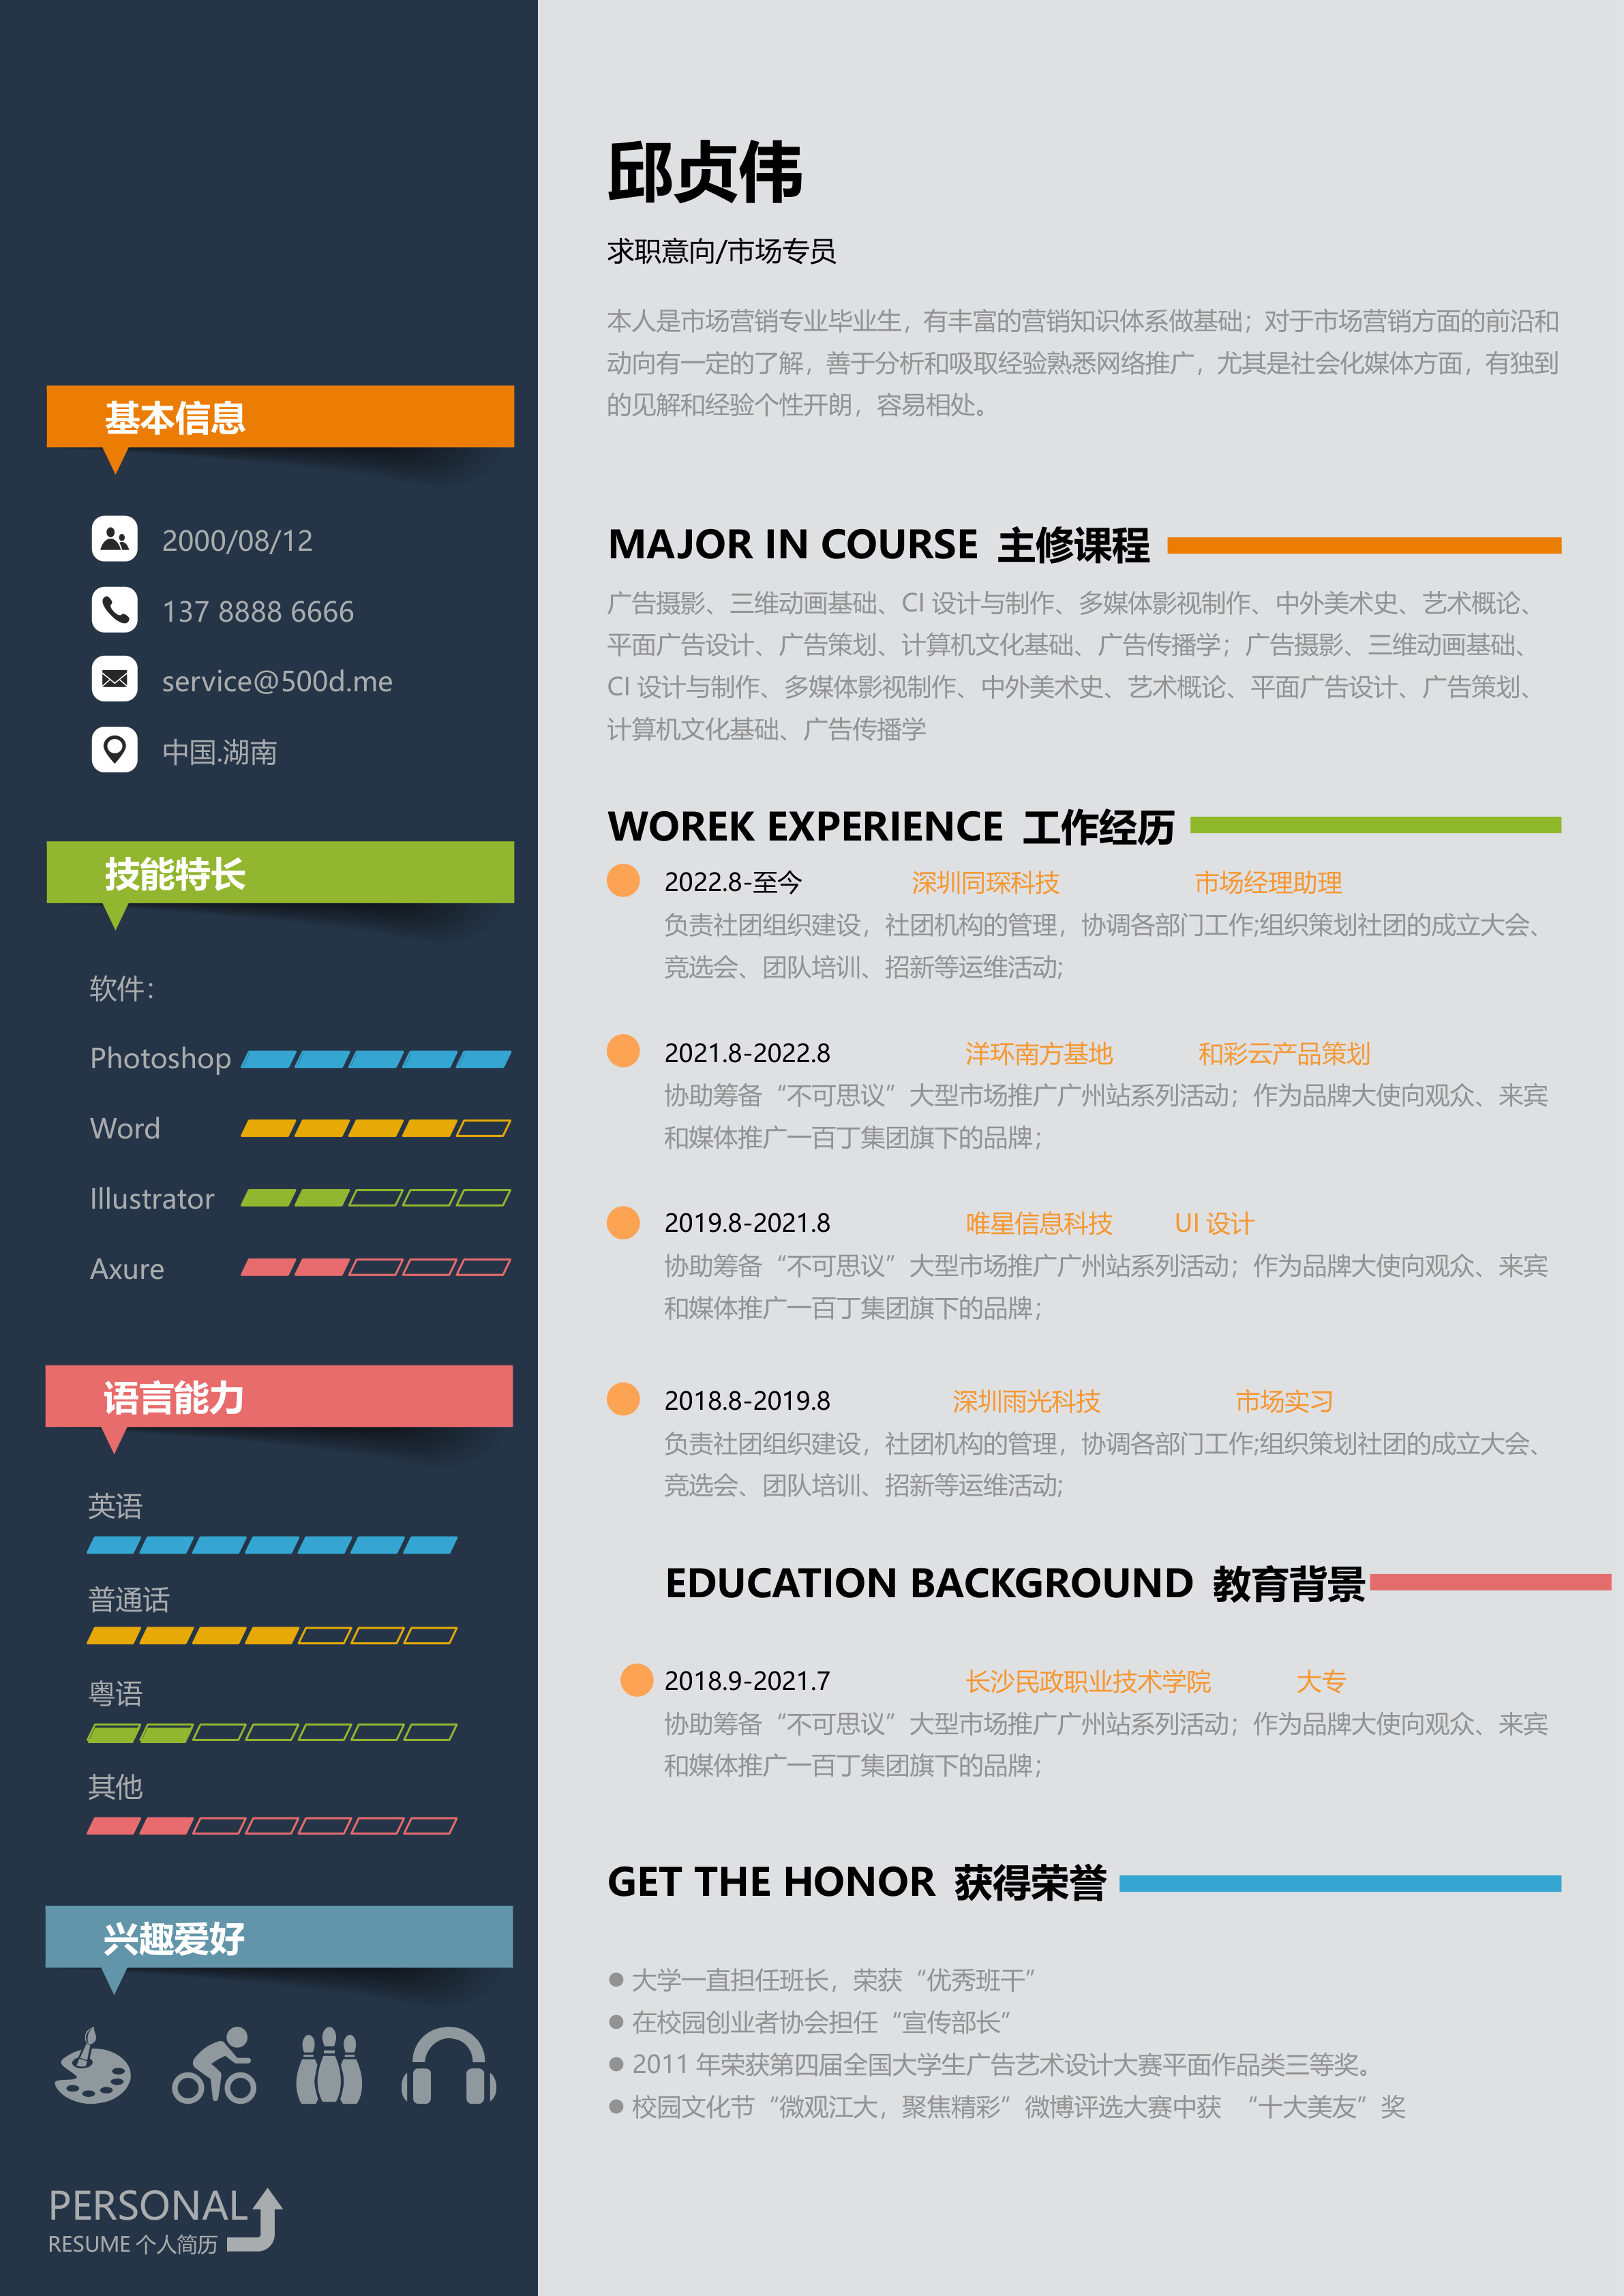 基本信息
2000/08/12
137 8888 6666
service@500d.me
中国.湖南
技能特长
软件：
Photoshop
Word
Illustrator
Axure
语言能力
英语
普通话
粤语
其他
兴趣爱好
PERSONAL
RESUME 个人简历
邱贞伟
求职意向/市场专员
本人是市场营销专业毕业生，有丰富的营销知识体系做基础；对于市场营销方面的前沿和
动向有一定的了解，善于分析和吸取经验熟悉网络推广，尤其是社会化媒体方面，有独到
的见解和经验个性开朗，容易相处。
MAJOR IN COURSE 主修课程
广告摄影、三维动画基础、CI 设计与制作、多媒体影视制作、中外美术史、艺术概论、
平面广告设计、广告策划、计算机文化基础、广告传播学；广告摄影、三维动画基础、
CI 设计与制作、多媒体影视制作、中外美术史、艺术概论、平面广告设计、广告策划、
计算机文化基础、广告传播学
WOREK EXPERIENCE 工作经历
2022.8-至今 深圳同琛科技 市场经理助理
负责社团组织建设，社团机构的管理，协调各部门工作;组织策划社团的成立大会、
竞选会、团队培训、招新等运维活动;
2021.8-2022.8 洋环南方基地 和彩云产品策划
协助筹备“不可思议”大型市场推广广州站系列活动；作为品牌大使向观众、来宾
和媒体推广一百丁集团旗下的品牌；
2019.8-2021.8 唯星信息科技 UI 设计
协助筹备“不可思议”大型市场推广广州站系列活动；作为品牌大使向观众、来宾
和媒体推广一百丁集团旗下的品牌；
2018.8-2019.8 深圳雨光科技 市场实习
负责社团组织建设，社团机构的管理，协调各部门工作;组织策划社团的成立大会、
竞选会、团队培训、招新等运维活动;
EDUCATION BACKGROUND 教育背景
2018.9-2021.7 长沙民政职业技术学院 大专
协助筹备“不可思议”大型市场推广广州站系列活动；作为品牌大使向观众、来宾
和媒体推广一百丁集团旗下的品牌；
GET THE HONOR 获得荣誉
● 大学一直担任班长，荣获“优秀班干”
● 在校园创业者协会担任“宣传部长”
● 2011 年荣获第四届全国大学生广告艺术设计大赛平面作品类三等奖。
● 校园文化节“微观江大，聚焦精彩”微博评选大赛中获 “十大美友”奖